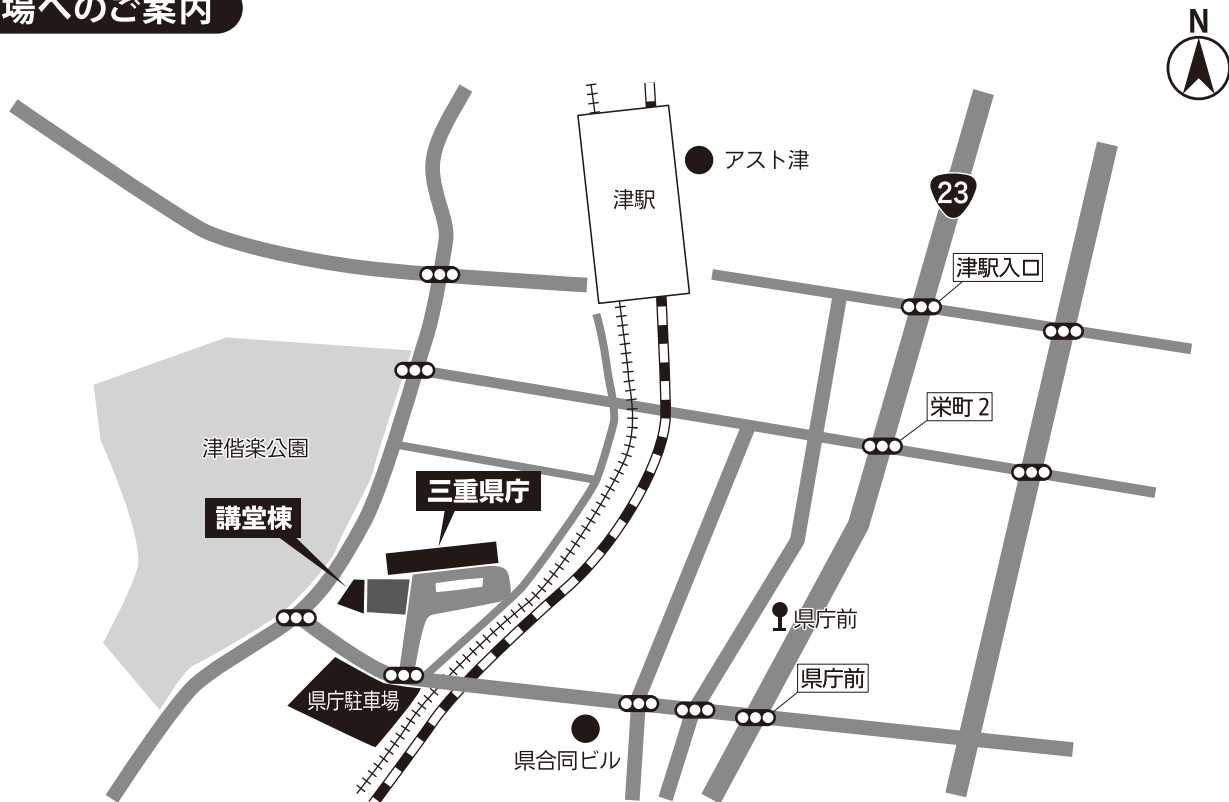 場へのご案内
N
アスト津
津駅
23
津駅入口
栄町2
津偕楽公園
三重県庁
講堂棟
県庁前
県庁前
県庁駐車場
県合同ビル